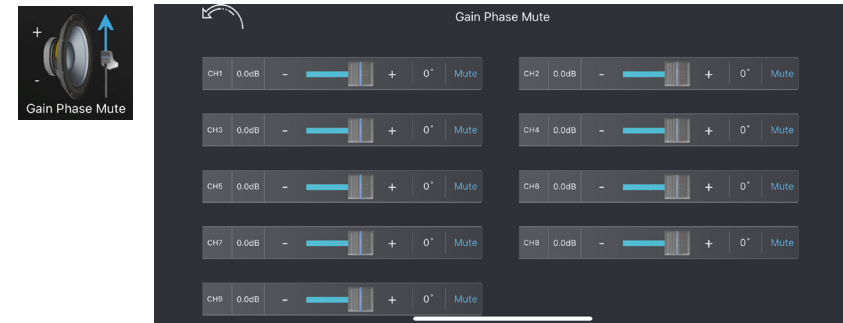 Gain Phase Mute
+
-
Gain Phase Mute
CH1 0.0dB - + 0° Mute
CH2 0.0dB - + 0° Mute
CH3 0.0dB - + 0° Mute
CH4 0.0dB - + 0° Mute
CH5 0.0dB - + 0° Mute
CH6 0.0dB - + 0° Mute
CH7 0.0dB - + 0° Mute
CH8 0.0dB - + 0° Mute
CH9 0.0dB - + 0° Mute